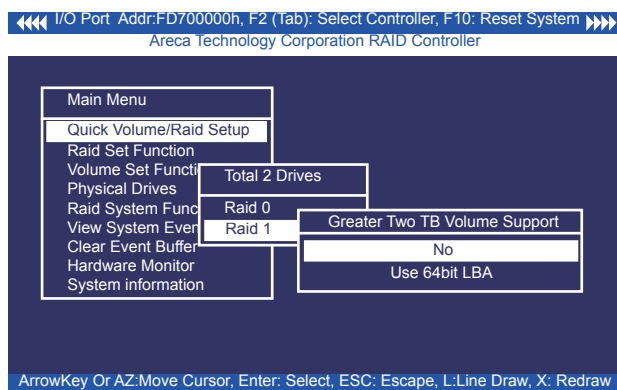 I/O Port Addr:FD700000h, F2 (Tab): Select Controller, F10: Reset System
Areca Technology Corporation RAID Controller
Main Menu
Quick Volume/Raid Setup
Raid Set Function
Volume Set Functi
Physical Drives
Raid System Func
View System Even
Clear Event Buffer
Hardware Monitor
System information
Total 2 Drives
Raid 0
Raid 1
Greater Two TB Volume Support
No
Use 64bit LBA
ArrowKey Or AZ:Move Cursor, Enter: Select, ESC: Escape, L:Line Draw, X: Redraw